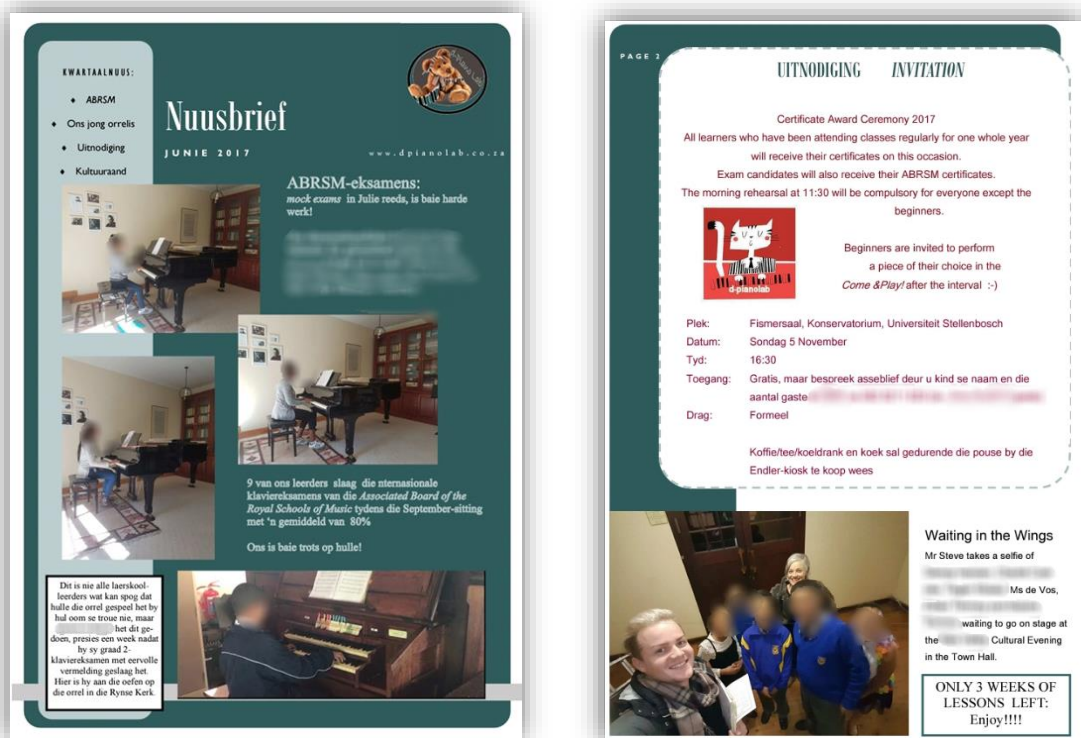 KWARTAALNUUS:
ABRSM
Ons jong orrelis
Uitnodiging
Kultuuraand
Nuusbrief
JUNIE 2017
www.dpianolab.co.za
ABRSM-eksamens:
mock exams in Julie reeds, is baie harde
werk!
9 van ons leerders slaag die nternasionale
klaviereksamens van die Associated Board of the
Royal Schools of Music tydens die September-sitting
met 'n gemiddeld van 80%
Ons is baie trots op hulle!
Dit is nie alle laerskool-
leerders wat kan spog dat
hulle die orrel gespeel het by
hul oom se troue nie, maar
het dit ge-
doen, presies een week nadat
hy sy graad 2-
klaviereksamen met eervolle
vermelding geslaag het.
Hier is hy aan die oefen op
die orrel in die Rynse Kerk.
PAGE 2
UITNODIGING INVITATION
Certificate Award Ceremony 2017
All learners who have been attending classes regularly for one whole year
will receive their certificates on this occasion.
Exam candidates will also receive their ABRSM certificates.
The morning rehearsal at 11:30 will be compulsory for everyone except the
beginners.
d-pianolab
Beginners are invited to perform
a piece of their choice in the
Come &Play! after the interval :-)
Plek: Fismersaal, Konservatorium, Universiteit Stellenbosch
Datum: Sondag 5 November
Tyd: 16:30
Toegang: Gratis, maar bespreek asseblief deur u kind se naam en die
aantal gaste
Drag: Formeel
Koffie/tee/koeldrank en koek sal gedurende die pouse by die
Endler-kiosk te koop wees
Waiting in the Wings
Mr Steve takes a selfie of
Ms de Vos,
waiting to go on stage at
the Cultural Evening
in the Town Hall.
ONLY 3 WEEKS OF
LESSONS LEFT:
Enjoy!!!!